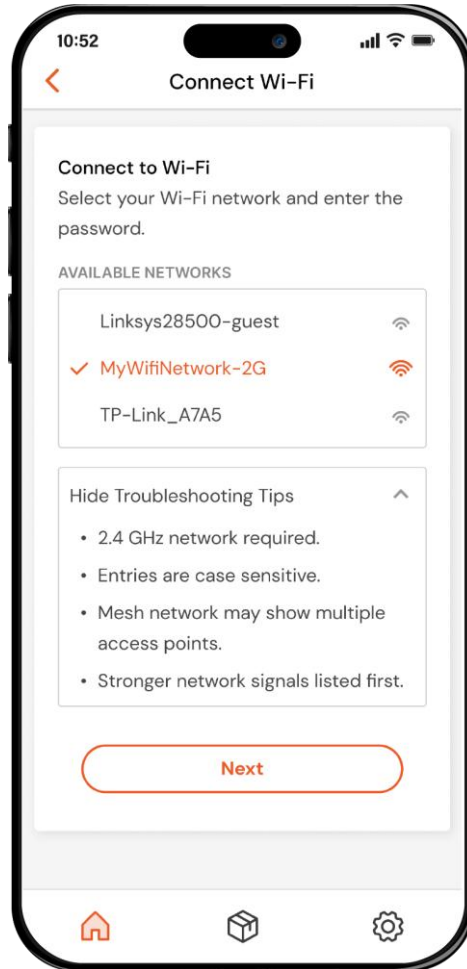 10:52
Connect Wi-Fi
Connect to Wi-Fi
Select your Wi-Fi network and enter the
password.
AVAILABLE NETWORKS
Linksys28500-guest
MyWifiNetwork-2G
TP-Link_A7A5
Hide Troubleshooting Tips
• 2.4 GHz network required.
• Entries are case sensitive.
• Mesh network may show multiple
access points.
• Stronger network signals listed first.
Next